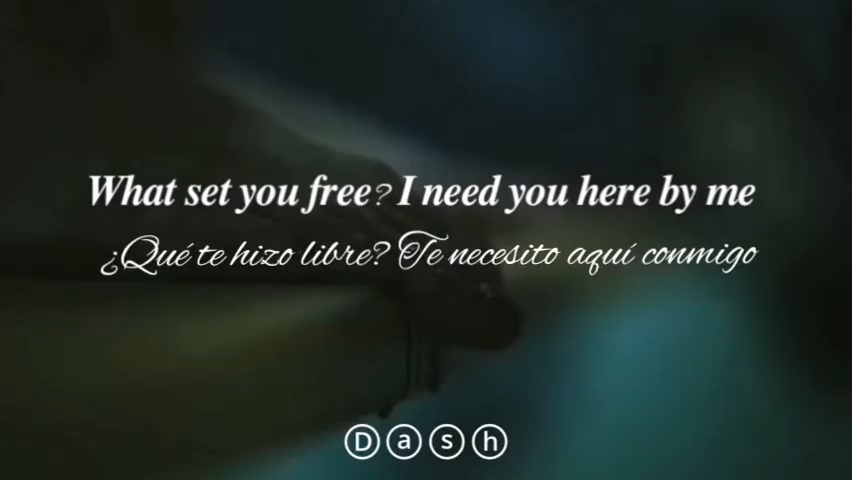 What set you free? I need you here by me
¿Qué te hizo libre? Te necesito aquí conmigo
Dash